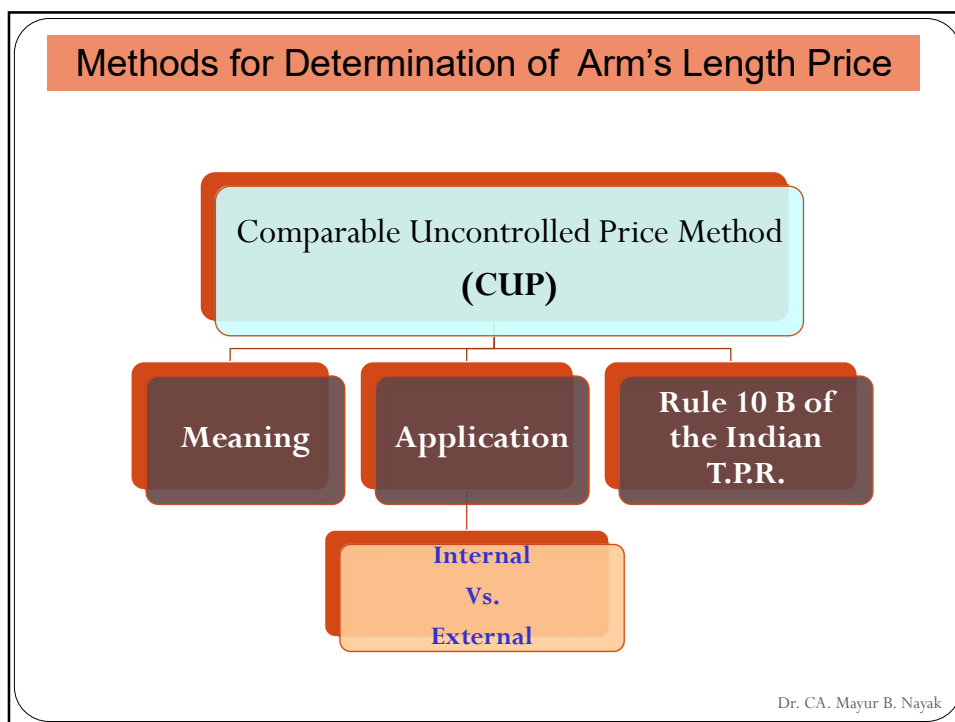 Methods for Determination of Arm's Length Price
Comparable Uncontrolled Price Method
(CUP)
Meaning
Application
Rule 10 B of
the Indian
T.P.R.
Internal
Vs.
External
Dr. CA. Mayur B. Nayak